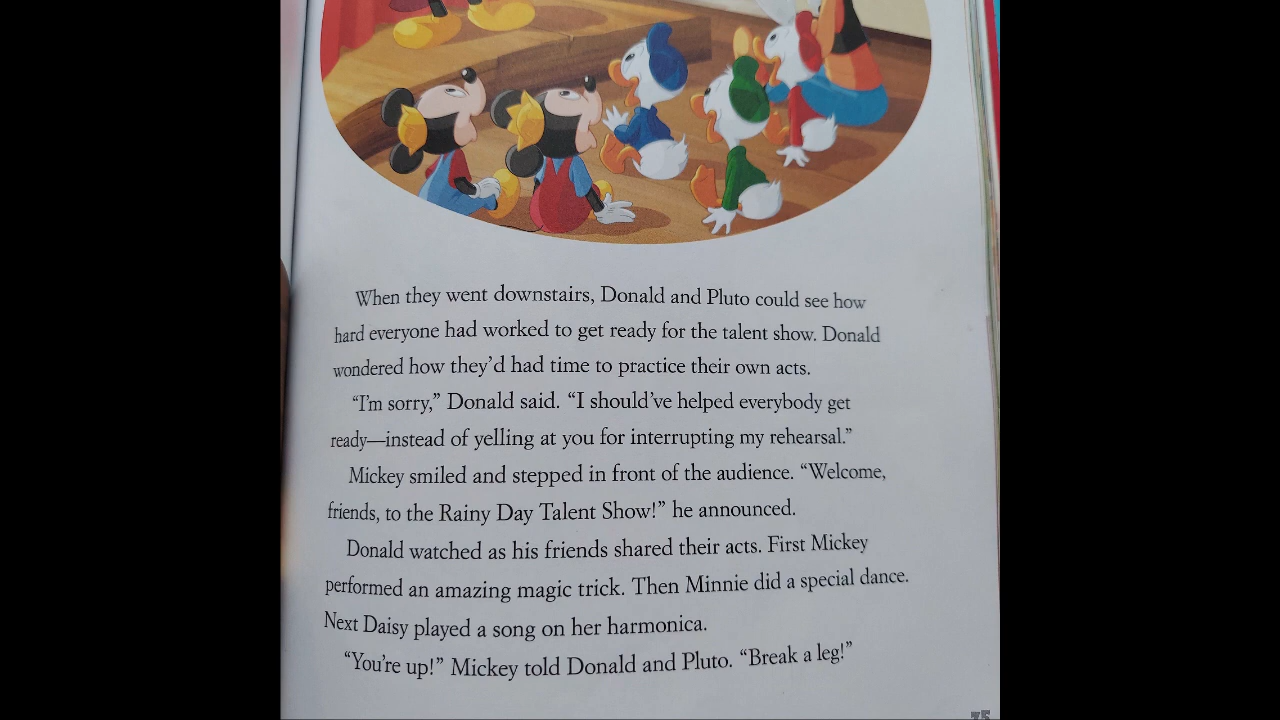 When they went downstairs, Donald and Pluto could see how
hard everyone had worked to get ready for the talent show. Donald
wondered how they’d had time to practice their own acts.
“I’m sorry,” Donald said. “I should’ve helped everybody get
ready—instead of yelling at you for interrupting my rehearsal.”
Mickey smiled and stepped in front of the audience. “Welcome,
friends, to the Rainy Day Talent Show!” he announced.
Donald watched as his friends shared their acts. First Mickey
performed an amazing magic trick. Then Minnie did a special dance.
Next Daisy played a song on her harmonica.
“You’re up!” Mickey told Donald and Pluto. “Break a leg!”